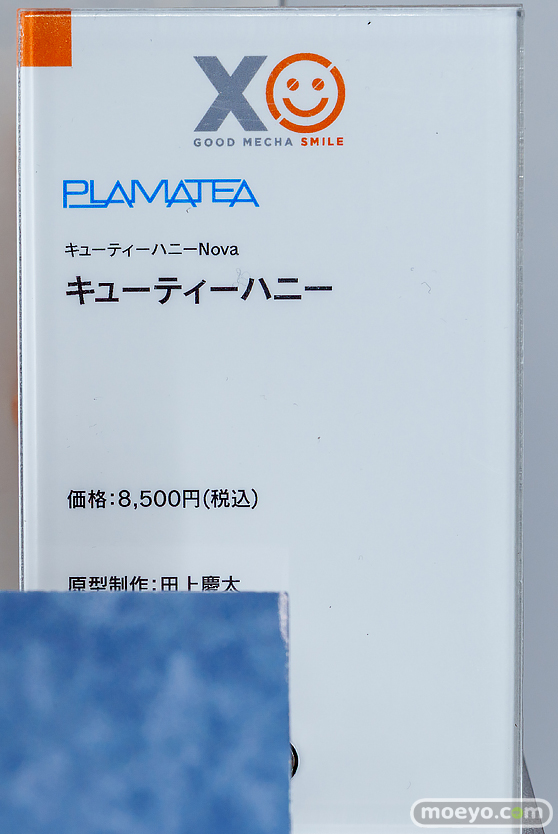 XO
GOOD MECHA SMILE
PLAMATEA
キューティーハニーNova
キューティーハニー
価格:8,500円(税込)
原型制作:田上慶太
moeyo.com